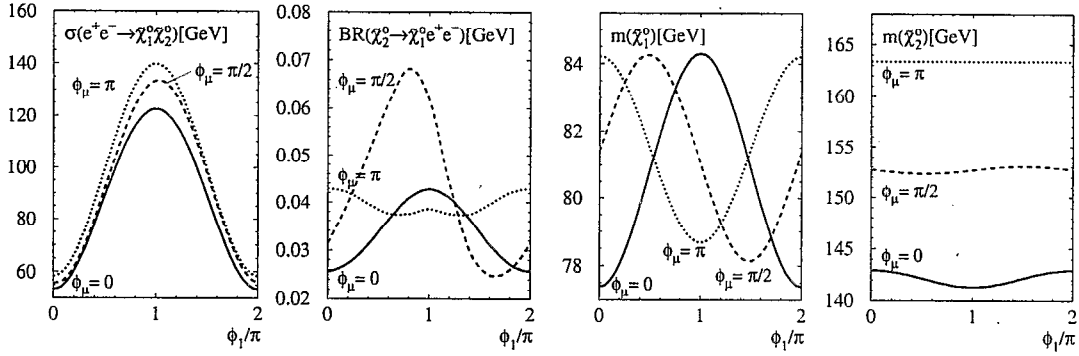 σ(e⁺e⁻→χ̃₁⁰χ̃₂⁰)[GeV]
140
120
100
80
60
ϕμ = π
ϕμ = π/2
ϕμ = 0
0 1 2
ϕ₁/π
BR(χ̃₂⁰→χ̃₁⁰e⁺e⁻)[GeV]
0.08
0.07
0.06
0.05
0.04
0.03
0.02
ϕμ = π/2
ϕμ = π
ϕμ = 0
0 1 2
ϕ₁/π
m(χ̃₁⁰)[GeV]
84
82
80
78
ϕμ = 0
ϕμ = π
ϕμ = π/2
0 1 2
ϕ₁/π
m(χ̃₂⁰)[GeV]
165
160
155
150
145
140
ϕμ = π
ϕμ = π/2
ϕμ = 0
0 1 2
ϕ₁/π